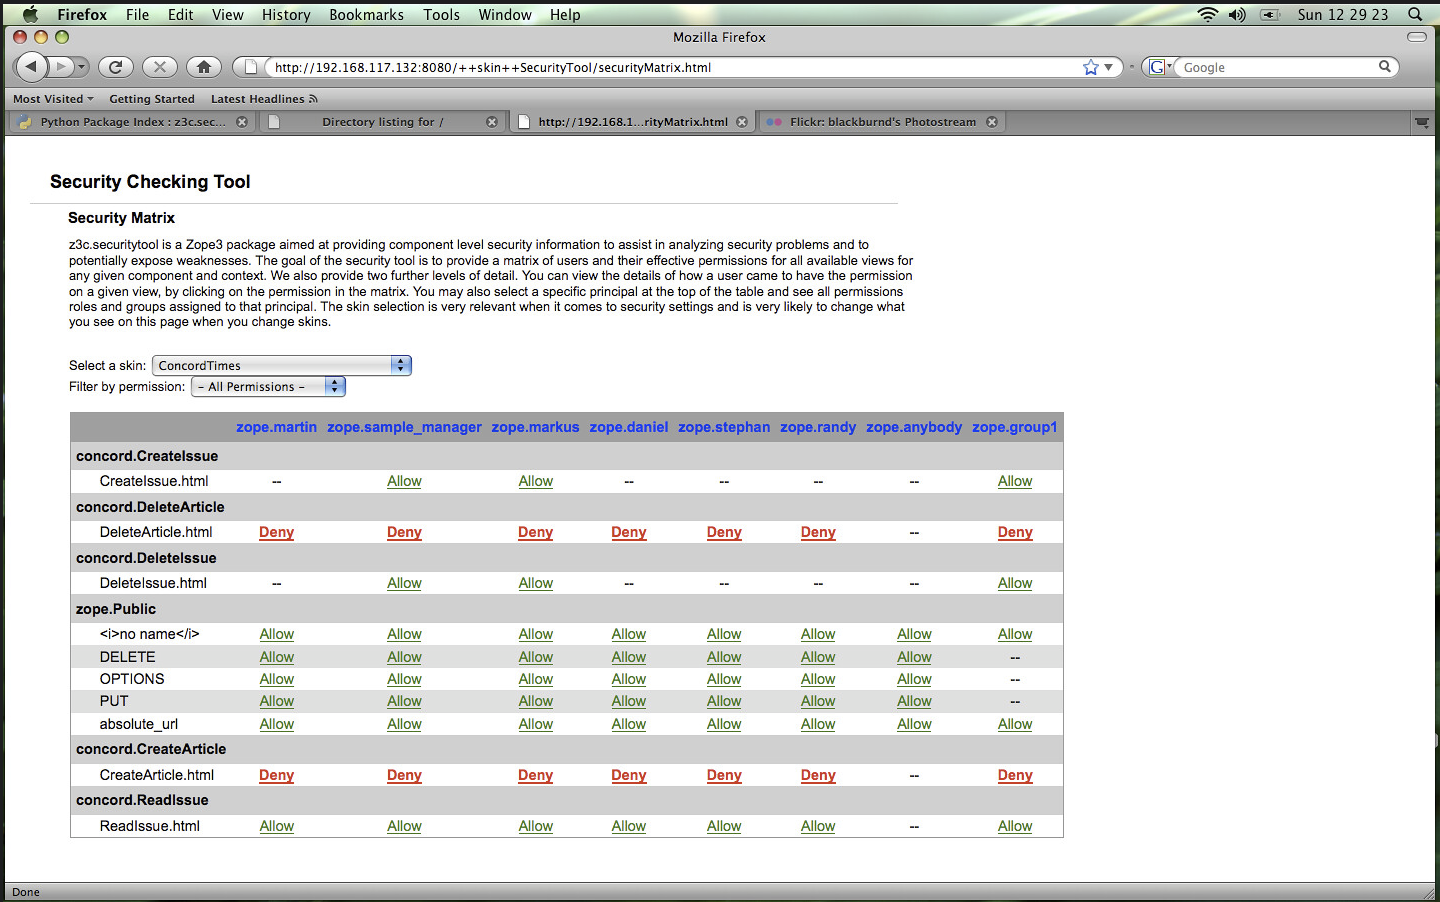 Firefox File Edit View History Bookmarks Tools Window Help Sun 12 29 23
Mozilla Firefox
http://192.168.117.132:8080/++skin++SecurityTool/securityMatrix.html G Google
Most Visited Getting Started Latest Headlines
Python Package Index : z3c.sec... Directory listing for / http://192.168.1...rityMatrix.html Flickr: blackburnd's Photostream
Security Checking Tool
Security Matrix
z3c.securitytool is a Zope3 package aimed at providing component level security information to assist in analyzing security problems and to
potentially expose weaknesses. The goal of the security tool is to provide a matrix of users and their effective permissions for all available views for
any given component and context. We also provide two further levels of detail. You can view the details of how a user came to have the permission
on a given view, by clicking on the permission in the matrix. You may also select a specific principal at the top of the table and see all permissions
roles and groups assigned to that principal. The skin selection is very relevant when it comes to security settings and is very likely to change what
you see on this page when you change skins.
Select a skin: ConcordTimes
Filter by permission: - All Permissions -
zope.martin zope.sample_manager zope.markus zope.daniel zope.stephan zope.randy zope.anybody zope.group1
concord.CreateIssue
CreateIssue.html -- Allow Allow -- -- -- -- Allow
concord.DeleteArticle
DeleteArticle.html Deny Deny Deny Deny Deny Deny -- Deny
concord.DeleteIssue
DeleteIssue.html -- Allow Allow -- -- -- -- Allow
zope.Public
<i>no name</i> Allow Allow Allow Allow Allow Allow Allow Allow
DELETE Allow Allow Allow Allow Allow Allow Allow --
OPTIONS Allow Allow Allow Allow Allow Allow Allow --
PUT Allow Allow Allow Allow Allow Allow Allow --
absolute_url Allow Allow Allow Allow Allow Allow Allow Allow
concord.CreateArticle
CreateArticle.html Deny Deny Deny Deny Deny Deny -- Deny
concord.ReadIssue
ReadIssue.html Allow Allow Allow Allow Allow Allow -- Allow
Done